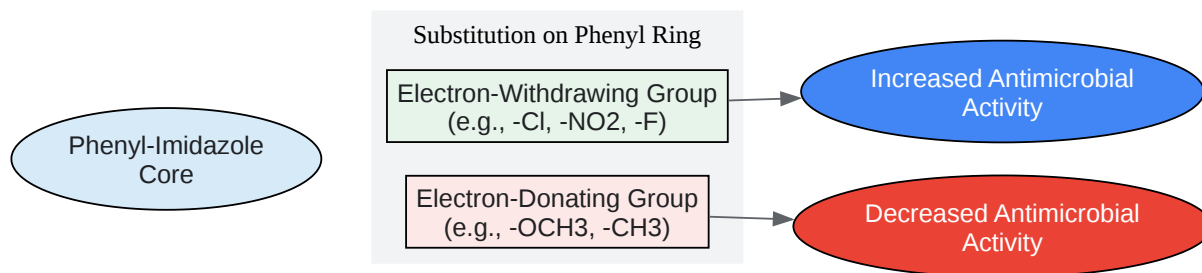 Substitution on Phenyl Ring
Electron-Withdrawing Group
(e.g., -Cl, -NO2, -F)
Increased Antimicrobial
Activity
Phenyl-Imidazole
Core
Electron-Donating Group
(e.g., -OCH3, -CH3)
Decreased Antimicrobial
Activity